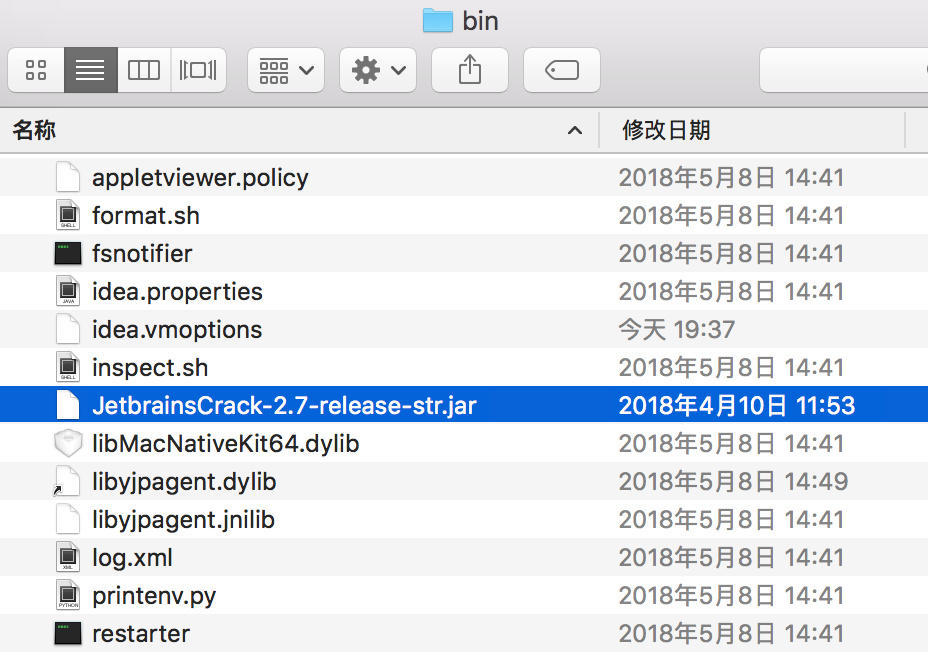 bin
名称 修改日期
appletviewer.policy 2018年5月8日 14:41
format.sh 2018年5月8日 14:41
fsnotifier 2018年5月8日 14:41
idea.properties 2018年5月8日 14:41
idea.vmoptions 今天 19:37
inspect.sh 2018年5月8日 14:41
JetbrainsCrack-2.7-release-str.jar 2018年4月10日 11:53
libMacNativeKit64.dylib 2018年5月8日 14:41
libyjpagent.dylib 2018年5月8日 14:49
libyjpagent.jnilib 2018年5月8日 14:41
log.xml 2018年5月8日 14:41
printenv.py 2018年5月8日 14:41
restarter 2018年5月8日 14:41